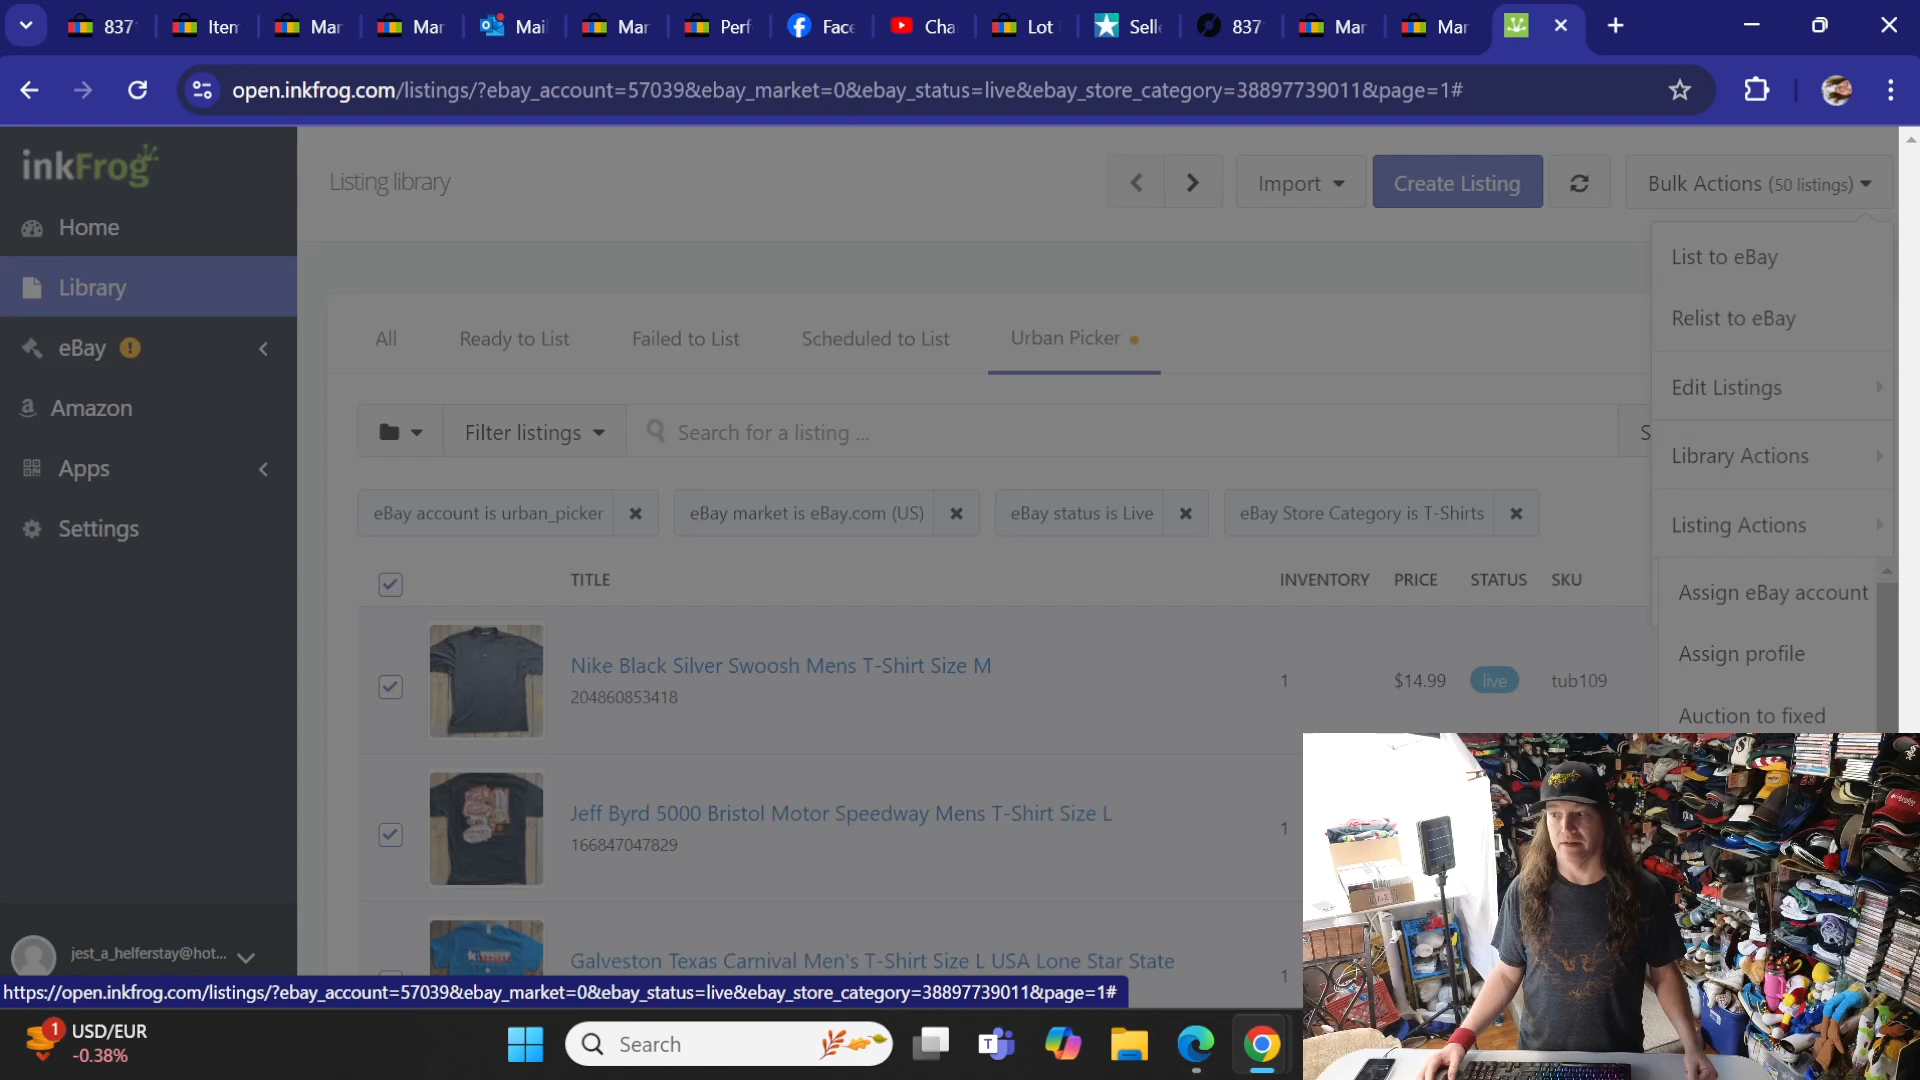 837
Iten
Mar
Mar
Mail
Mar
Perf
Face
Cha
Lot
Selle
837
Mar
Mar
open.inkfrog.com/listings/?ebay_account=57039&ebay_market=0&ebay_status=live&ebay_store_category=38897739011&page=1#
inkFrog
Listing library
Import
Create Listing
Bulk Actions (50 listings)
Home
Library
eBay
Amazon
Apps
Settings
List to eBay
Relist to eBay
Edit Listings
Library Actions
Listing Actions
Assign eBay account
Assign profile
Auction to fixed
All
Ready to List
Failed to List
Scheduled to List
Urban Picker
Filter listings
Search for a listing ...
S
eBay account is urban_picker
eBay market is eBay.com (US)
eBay status is Live
eBay Store Category is T-Shirts
TITLE
INVENTORY
PRICE
STATUS
SKU
Nike Black Silver Swoosh Mens T-Shirt Size M
204860853418
1
$14.99
live
tub109
Jeff Byrd 5000 Bristol Motor Speedway Mens T-Shirt Size L
166847047829
1
Galveston Texas Carnival Men's T-Shirt Size L USA Lone Star State
1
jest_a_helferstay@hot...
https://open.inkfrog.com/listings/?ebay_account=57039&ebay_market=0&ebay_status=live&ebay_store_category=38897739011&page=1#
1
USD/EUR
-0.38%
Search